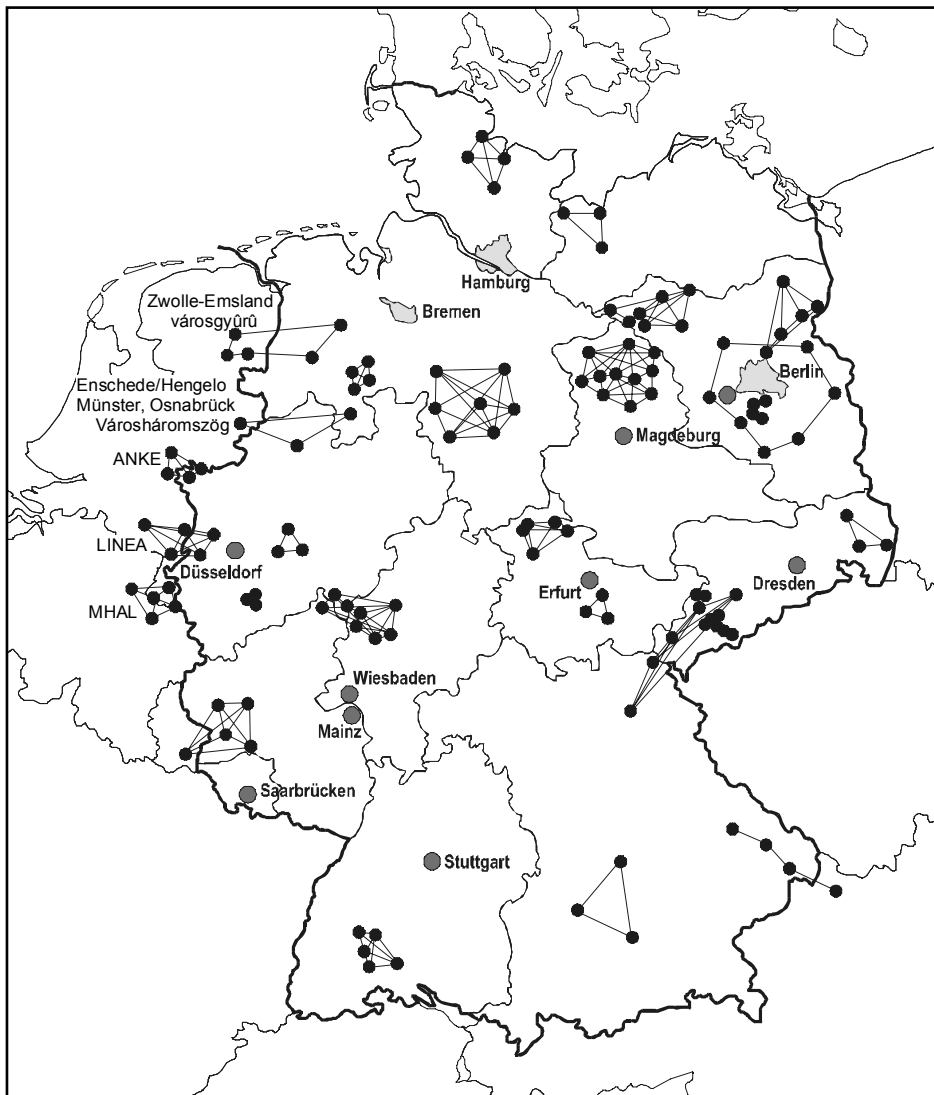 Hamburg
Zwolle-Emsland
városgyûrû
Bremen
Enschede/Hengelo
Münster, Osnabrück
Városháromszög
Berlin
Magdeburg
ANKE
LINEA
Düsseldorf
Erfurt
Dresden
MHAL
Wiesbaden
Mainz
Saarbrücken
Stuttgart